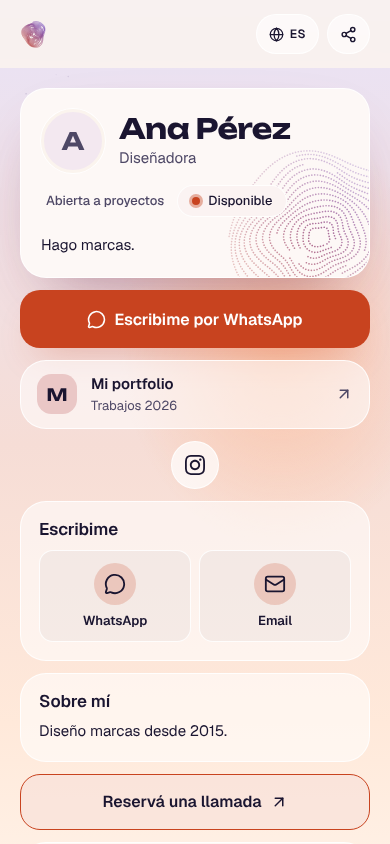 ES
A
Ana Pérez
Diseñadora
Abierta a proyectos
Disponible
Hago marcas.
Escribime por WhatsApp
M
Mi portfolio
Trabajos 2026
Escribime
WhatsApp
Email
Sobre mí
Diseño marcas desde 2015.
Reservá una llamada